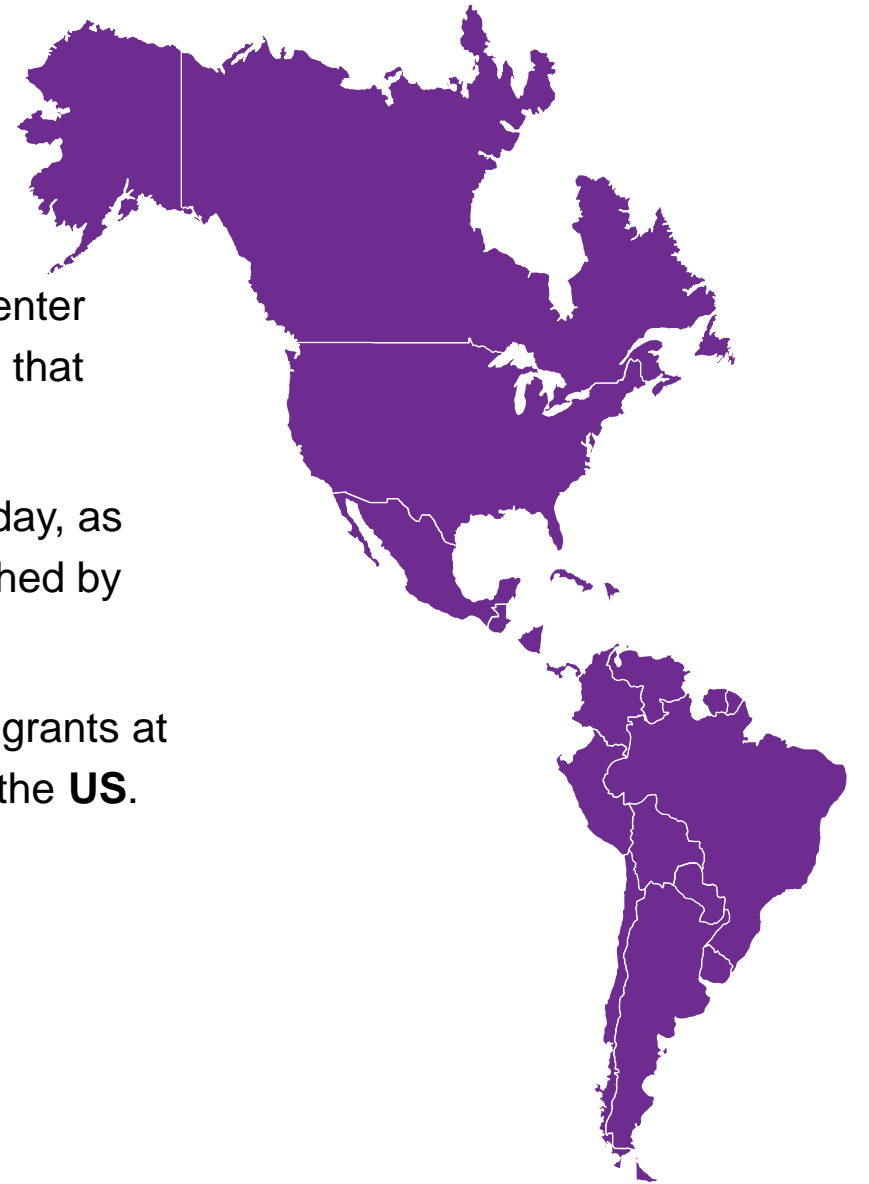 enter
that
day, as
hed by
grants at
the US.